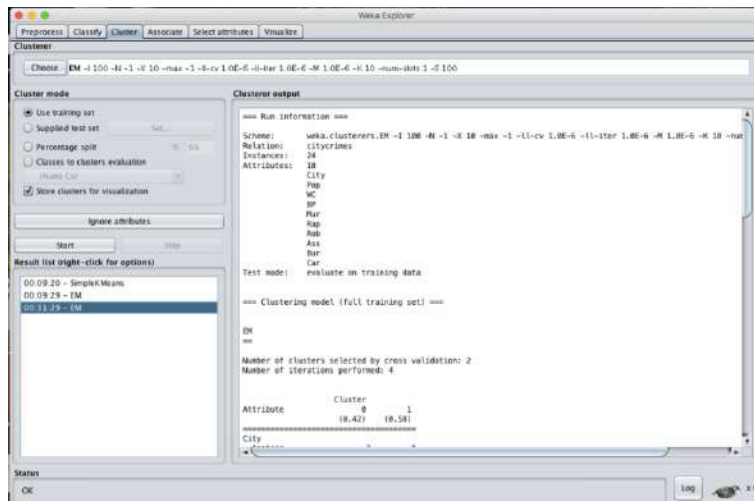 Weka Explorer
Preprocess Classify Cluster Associate Select attributes Visualize
Clusterer
Choose EM -I 100 -N -1 -X 10 -max -1 -ll-cv 1.0E-6 -ll-iter 1.0E-6 -M 1.0E-6 -K 10 -num-slots 1 -S 100
Cluster mode
Use training set
Supplied test set Set...
Percentage split % 66
Classes to clusters evaluation
(Num) Car
Store clusters for visualization
Ignore attributes
Start Stop
Result list (right-click for options)
00:09:20 - SimpleKMeans
00:09:29 - EM
00:31:29 - EM
Clusterer output
=== Run information ===
Scheme: weka.clusterers.EM -I 100 -N -1 -X 10 -max -1 -ll-cv 1.0E-6 -ll-iter 1.0E-6 -M 1.0E-6 -K 10 -num
Relation: citycrimes
Instances: 24
Attributes: 10
City
Pop
WC
BP
Mur
Rap
Rob
Ass
Bur
Car
Test mode: evaluate on training data
=== Clustering model (full training set) ===
EM
==
Number of clusters selected by cross validation: 2
Number of iterations performed: 4
Cluster
Attribute 0 1
(0.42) (0.58)
==================================
City
Status
OK
Log